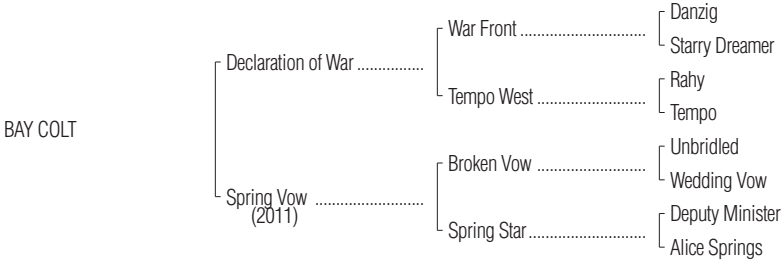 Danzig
War Front ..............................
Starry Dreamer
Declaration of War ................
Rahy
Tempo West ..........................
Tempo
BAY COLT
Unbridled
Broken Vow ..........................
Wedding Vow
Spring Vow ..........................
(2011)
Deputy Minister
Spring Star............................
Alice Springs